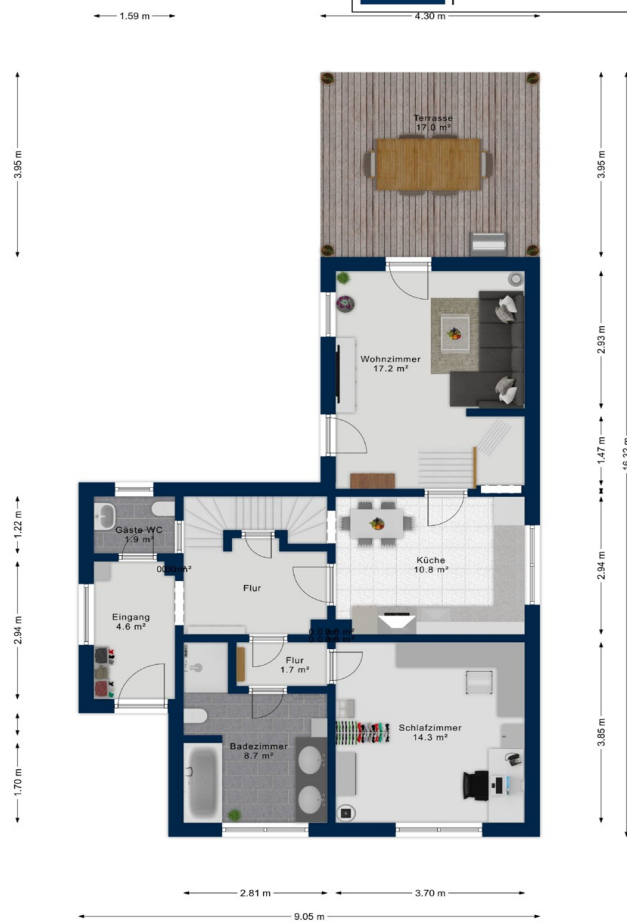 1.59 m
4.30 m
3.95 m
3.95 m
Terrasse
17.0 m²
Wohnzimmer
17.2 m²
2.93 m
1.47 m
16.22 m
1.22 m
Gäste-WC
1.9 m²
Küche
10.8 m²
2.94 m
2.94 m
Eingang
4.6 m²
Flur
Flur
1.7 m²
Schlafzimmer
14.3 m²
3.85 m
Badezimmer
8.7 m²
1.70 m
2.81 m
3.70 m
9.05 m